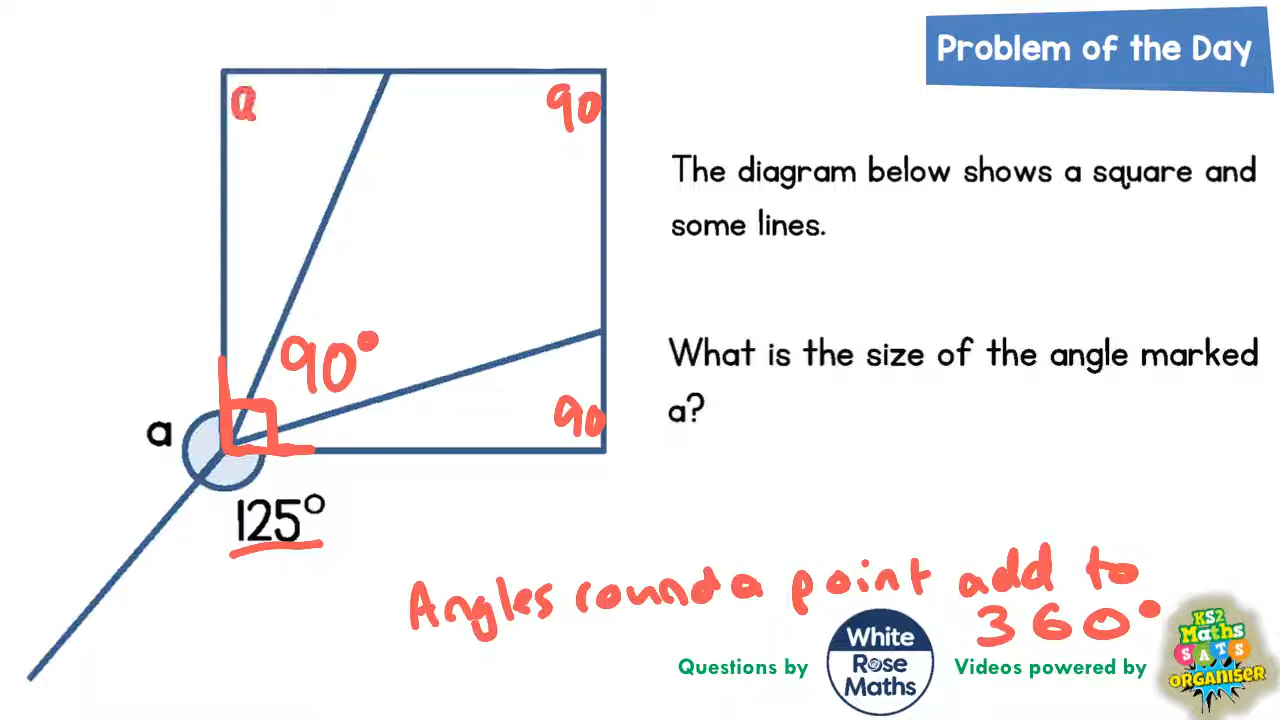 Problem of the Day
90
The diagram below shows a square and
some lines.
90°
What is the size of the angle marked
a?
90
a
125°
Angles round a point add to
360°
Questions by
White
Rose
Maths
Videos powered by
KS2
Maths
SATS
ORGANISER